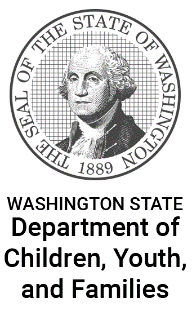 THE SEAL OF THE STATE OF WASHINGTON
1889
WASHINGTON STATE
Department of
Children, Youth,
and Families